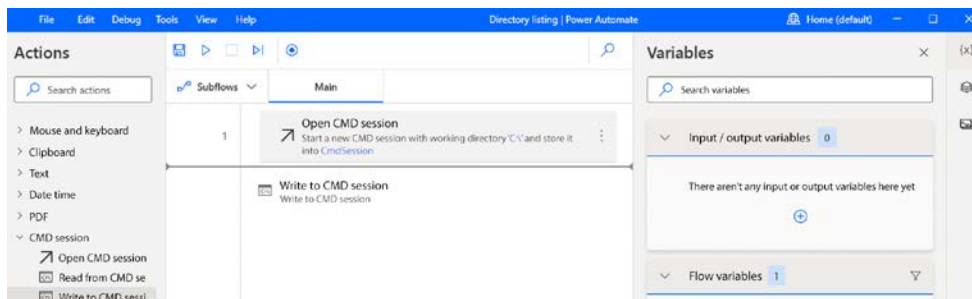 File Edit Debug Tools View Help Directory listing | Power Automate Home (default)
Actions
Search actions
Mouse and keyboard
Clipboard
Text
Date time
PDF
CMD session
Open CMD session
Read from CMD se
Write to CMD sessi
Subflows Main
1
Open CMD session
Start a new CMD session with working directory 'C:\' and store it
into CmdSession
Write to CMD session
Write to CMD session
Variables
{x}
Search variables
Input / output variables 0
There aren't any input or output variables here yet
Flow variables 1